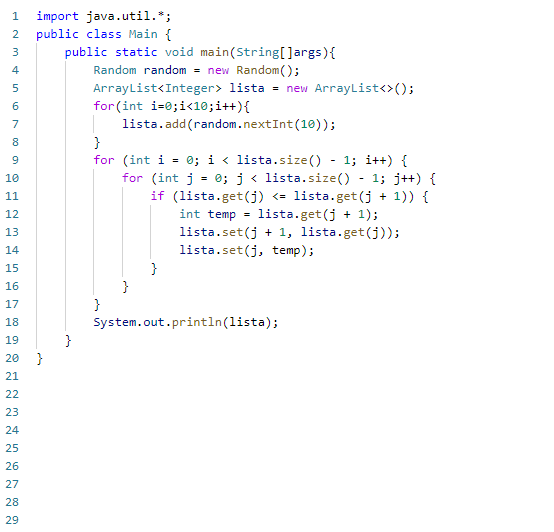 1 import java.util.*;
2 public class Main {
3     public static void main(String[]args){
4         Random random = new Random();
5         ArrayList<Integer> lista = new ArrayList<>();
6         for(int i=0;i<10;i++){
7             lista.add(random.nextInt(10));
8         }
9         for (int i = 0; i < lista.size() - 1; i++) {
10             for (int j = 0; j < lista.size() - 1; j++) {
11                 if (lista.get(j) <= lista.get(j + 1)) {
12                     int temp = lista.get(j + 1);
13                     lista.set(j + 1, lista.get(j));
14                     lista.set(j, temp);
15                 }
16             }
17         }
18         System.out.println(lista);
19     }
20 }
21
22
23
24
25
26
27
28
29